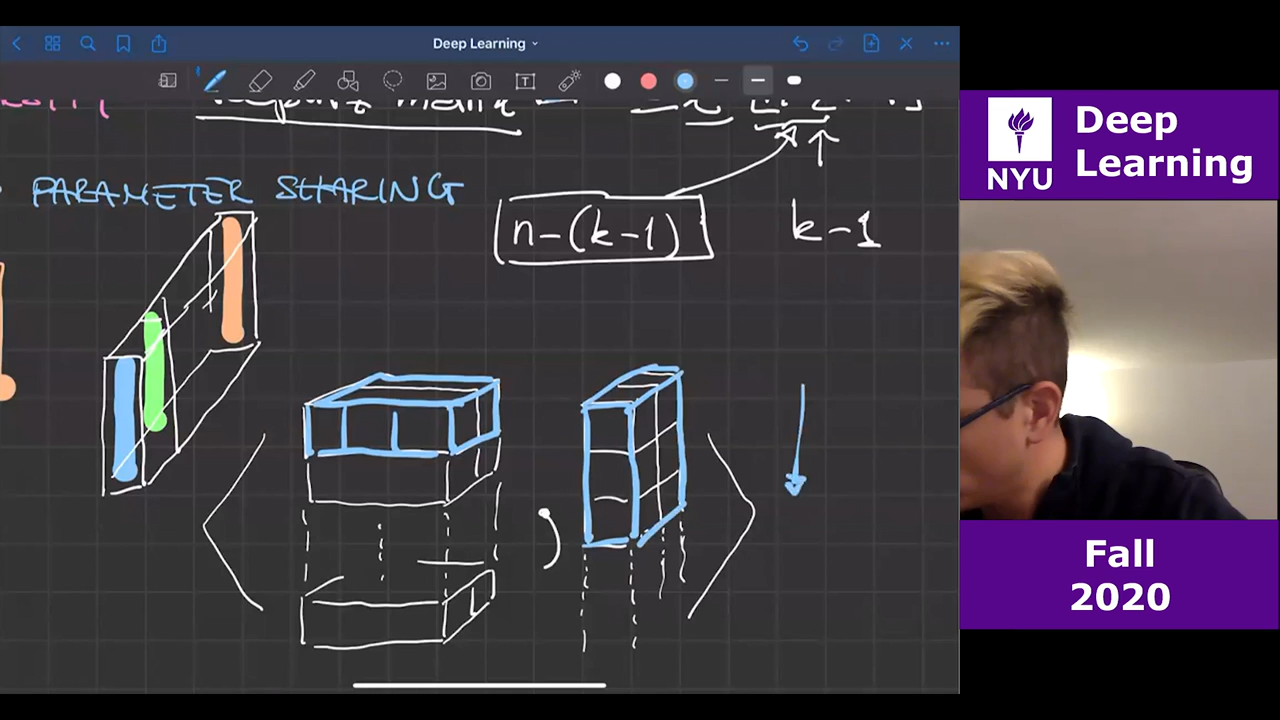 Deep Learning
PARAMETER SHARING
n-(k-1)
k-1
NYU
Deep
Learning
Fall
2020